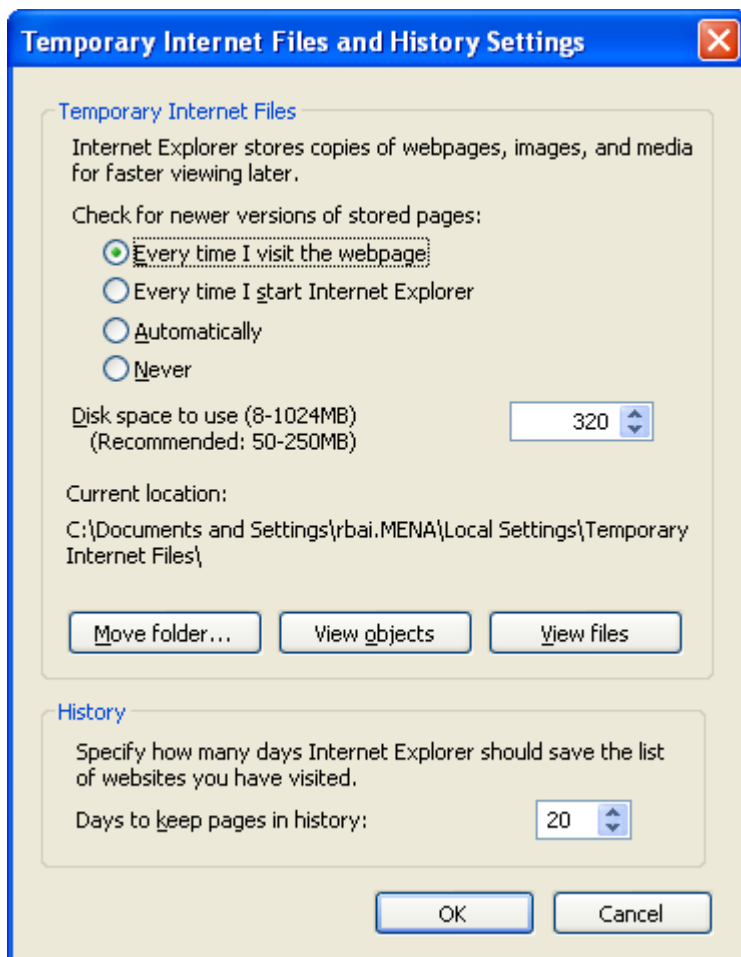 Temporary Internet Files and History Settings
Temporary Internet Files
Internet Explorer stores copies of webpages, images, and media
for faster viewing later.
Check for newer versions of stored pages:
Every time I visit the webpage
Every time I start Internet Explorer
Automatically
Never
Disk space to use (8-1024MB)
(Recommended: 50-250MB)
320
Current location:
C:\Documents and Settings\rbai.MENA\Local Settings\Temporary
Internet Files\
Move folder... View objects View files
History
Specify how many days Internet Explorer should save the list
of websites you have visited.
Days to keep pages in history: 20
OK Cancel